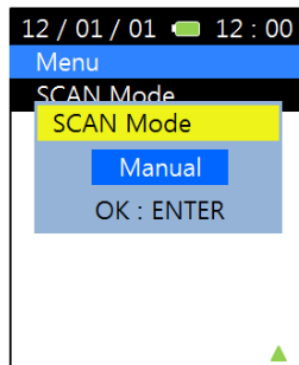 12 / 01 / 01 12 : 00
Menu
SCAN Mode
SCAN Mode
Manual
OK : ENTER